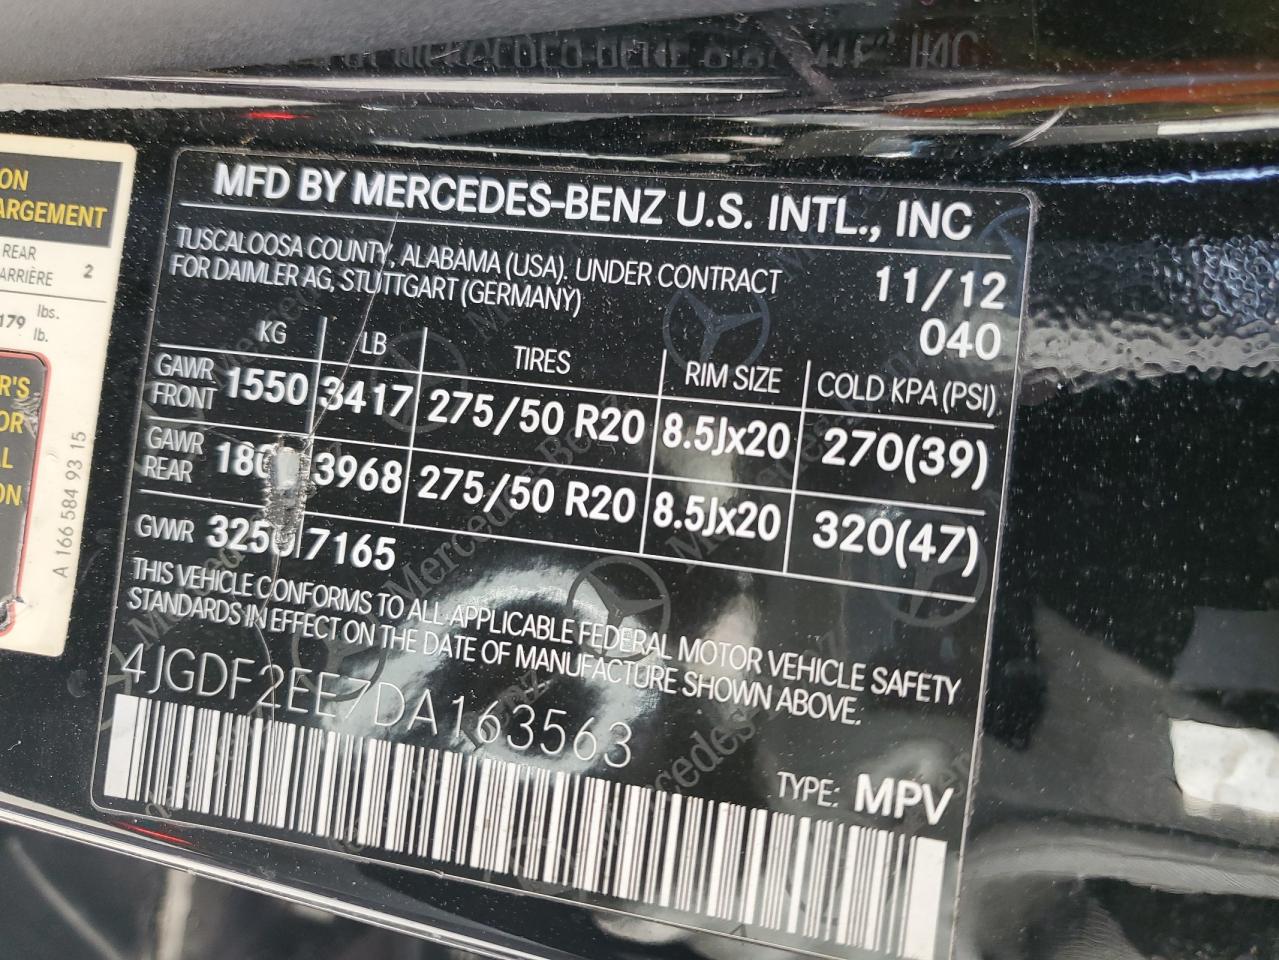 MFD BY MERCEDES-BENZ U.S. INTL., INC
TUSCALOOSA COUNTY, ALABAMA (USA). UNDER CONTRACT
FOR DAIMLER AG, STUTTGART (GERMANY)
11/12
040
KG LB TIRES RIM SIZE COLD KPA (PSI)
GAWR FRONT 1550 3417 275/50 R20 8.5Jx20 270(39)
GAWR REAR 3968 275/50 R20 8.5Jx20 320(47)
GVWR 7165
THIS VEHICLE CONFORMS TO ALL APPLICABLE FEDERAL MOTOR VEHICLE SAFETY
STANDARDS IN EFFECT ON THE DATE OF MANUFACTURE SHOWN ABOVE.
4JGDF2EE7DA163563
TYPE: MPV
ON
ARGEMENT
REAR
ARRIÈRE 2
179 lbs.
lb.
R'S
OR
AL
ON
A 166 584 93 15